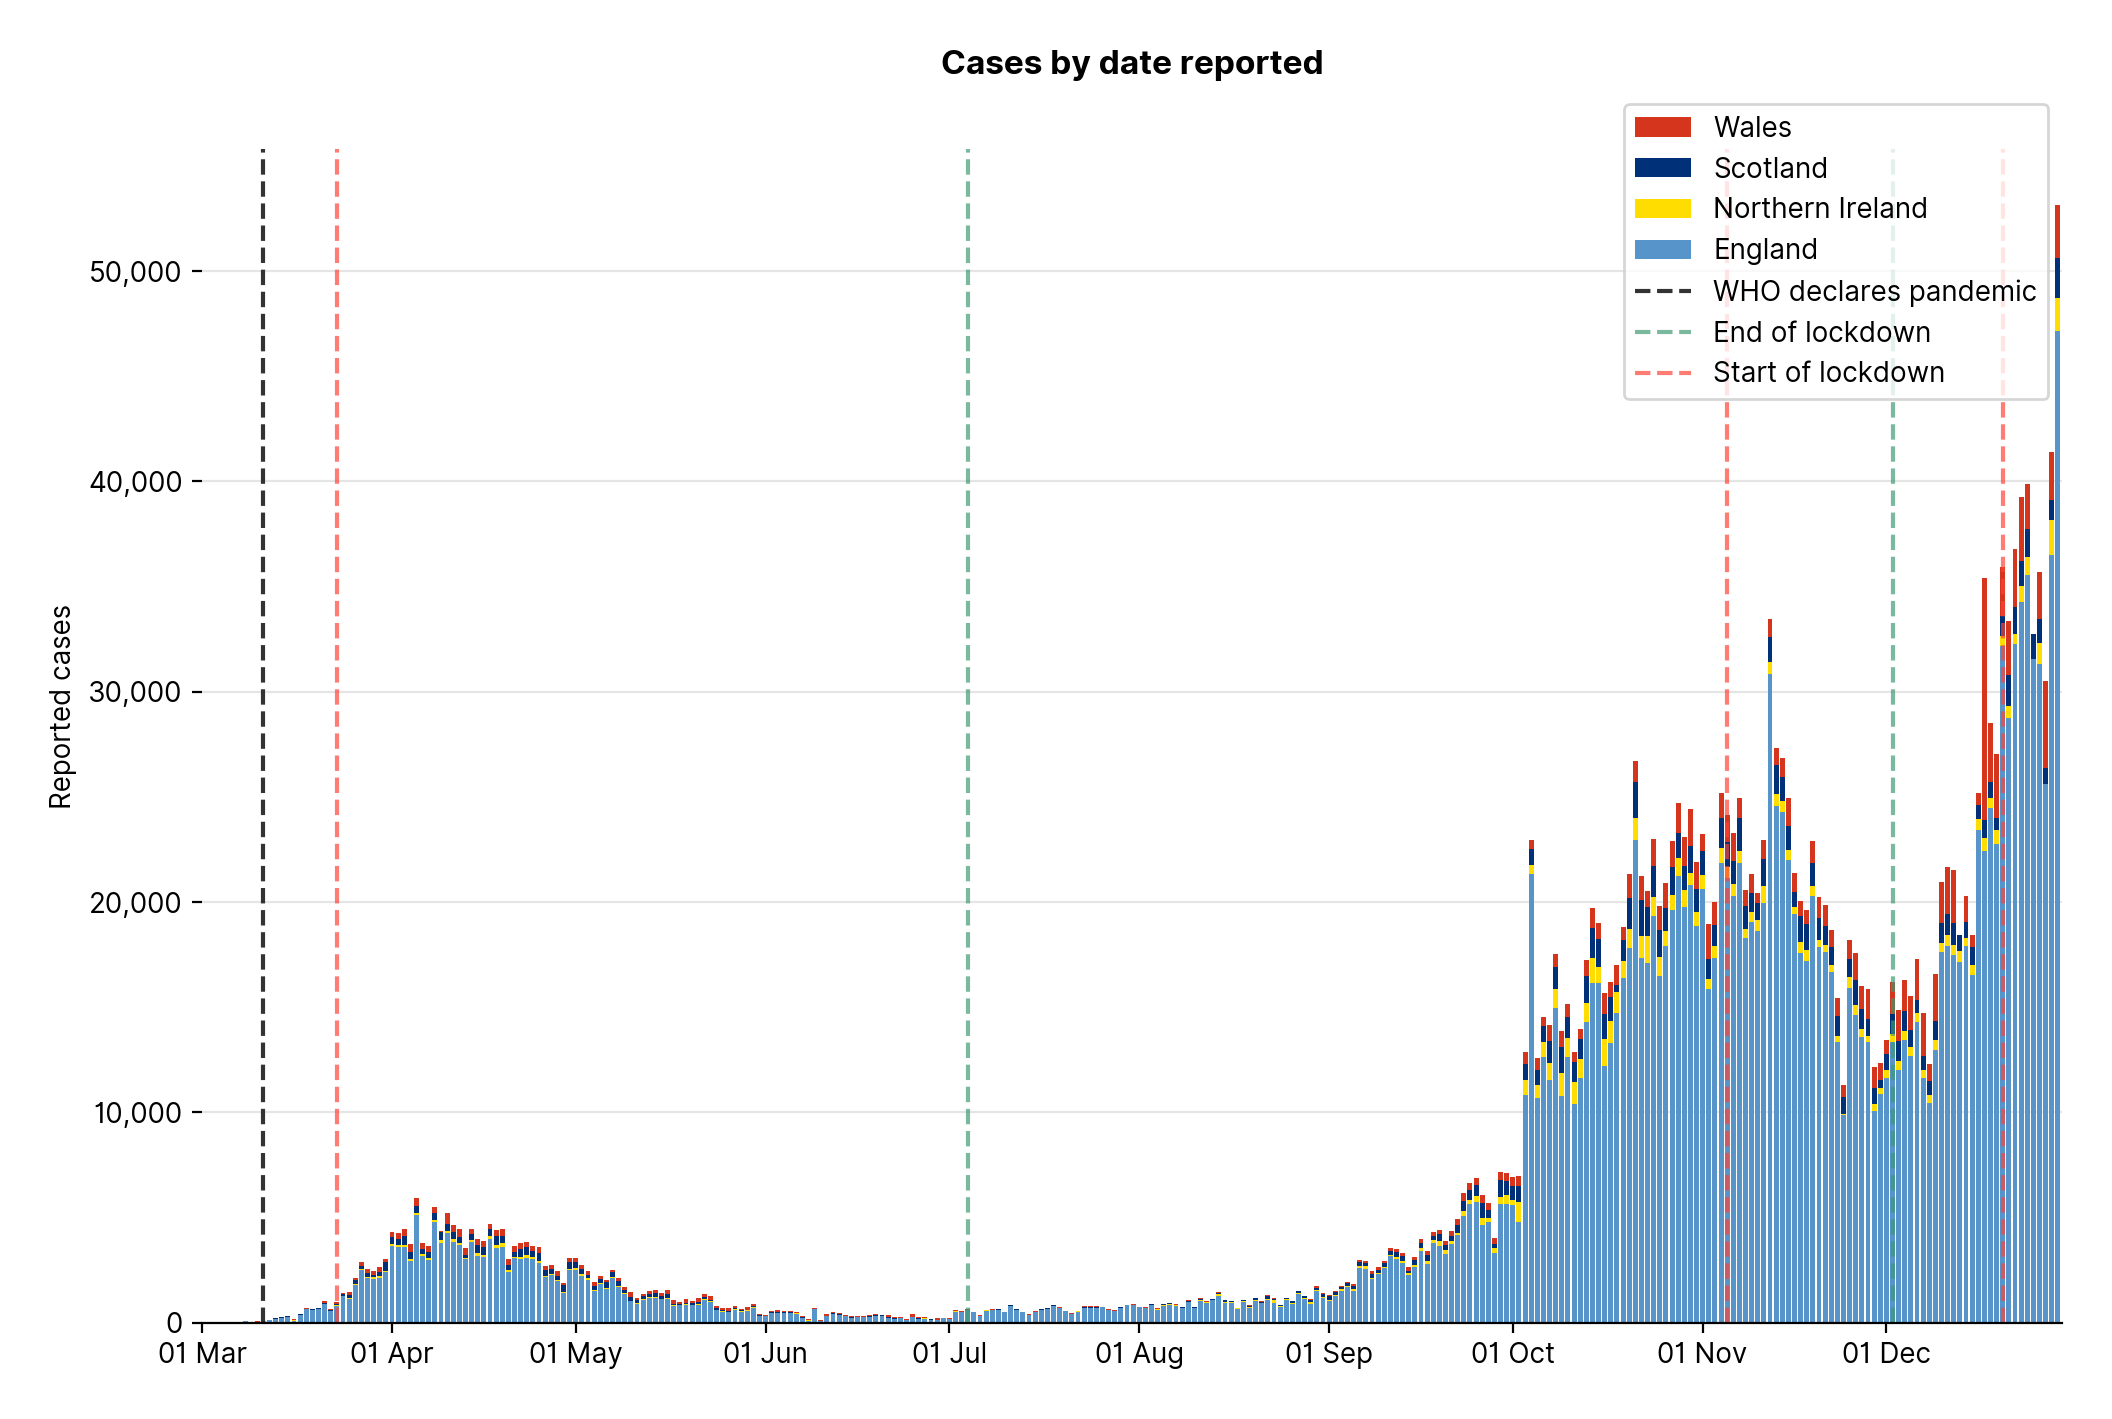 Cases by date reported
Wales
Scotland
Northern Ireland
England
WHO declares pandemic
End of lockdown
Start of lockdown
Reported cases
50,000
40,000
30,000
20,000
10,000
0
01 Mar
01 Apr
01 May
01 Jun
01 Jul
01 Aug
01 Sep
01 Oct
01 Nov
01 Dec